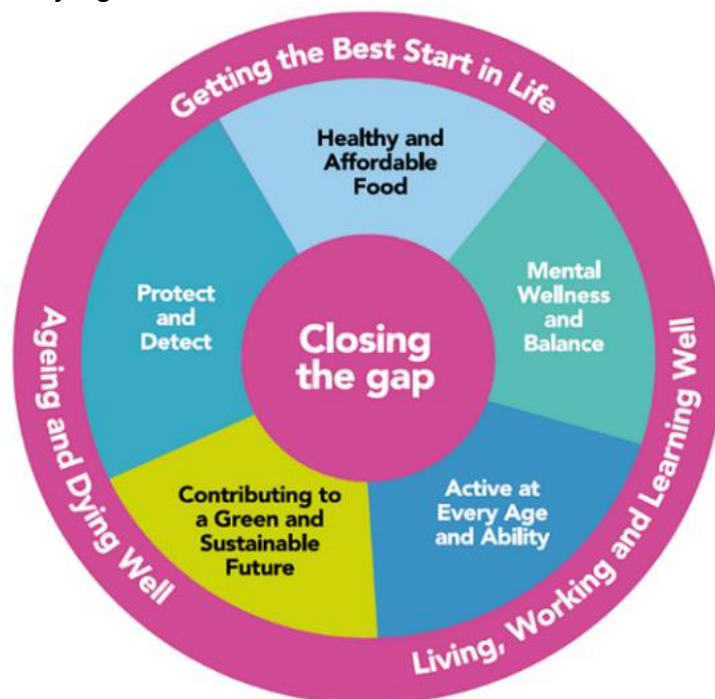 Getting the Best Start in Life
Healthy and
Affordable
Food
Mental
Wellness
and
Balance
Protect
and
Detect
Closing
the gap
Active at
Every Age
and Ability
Contributing to
a Green and
Sustainable
Future
Ageing and Dying Well
Living, Working and Learning Well